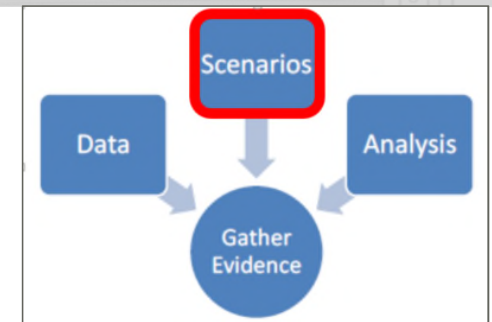 Scenarios
Data
Analysis
Gather
Evidence